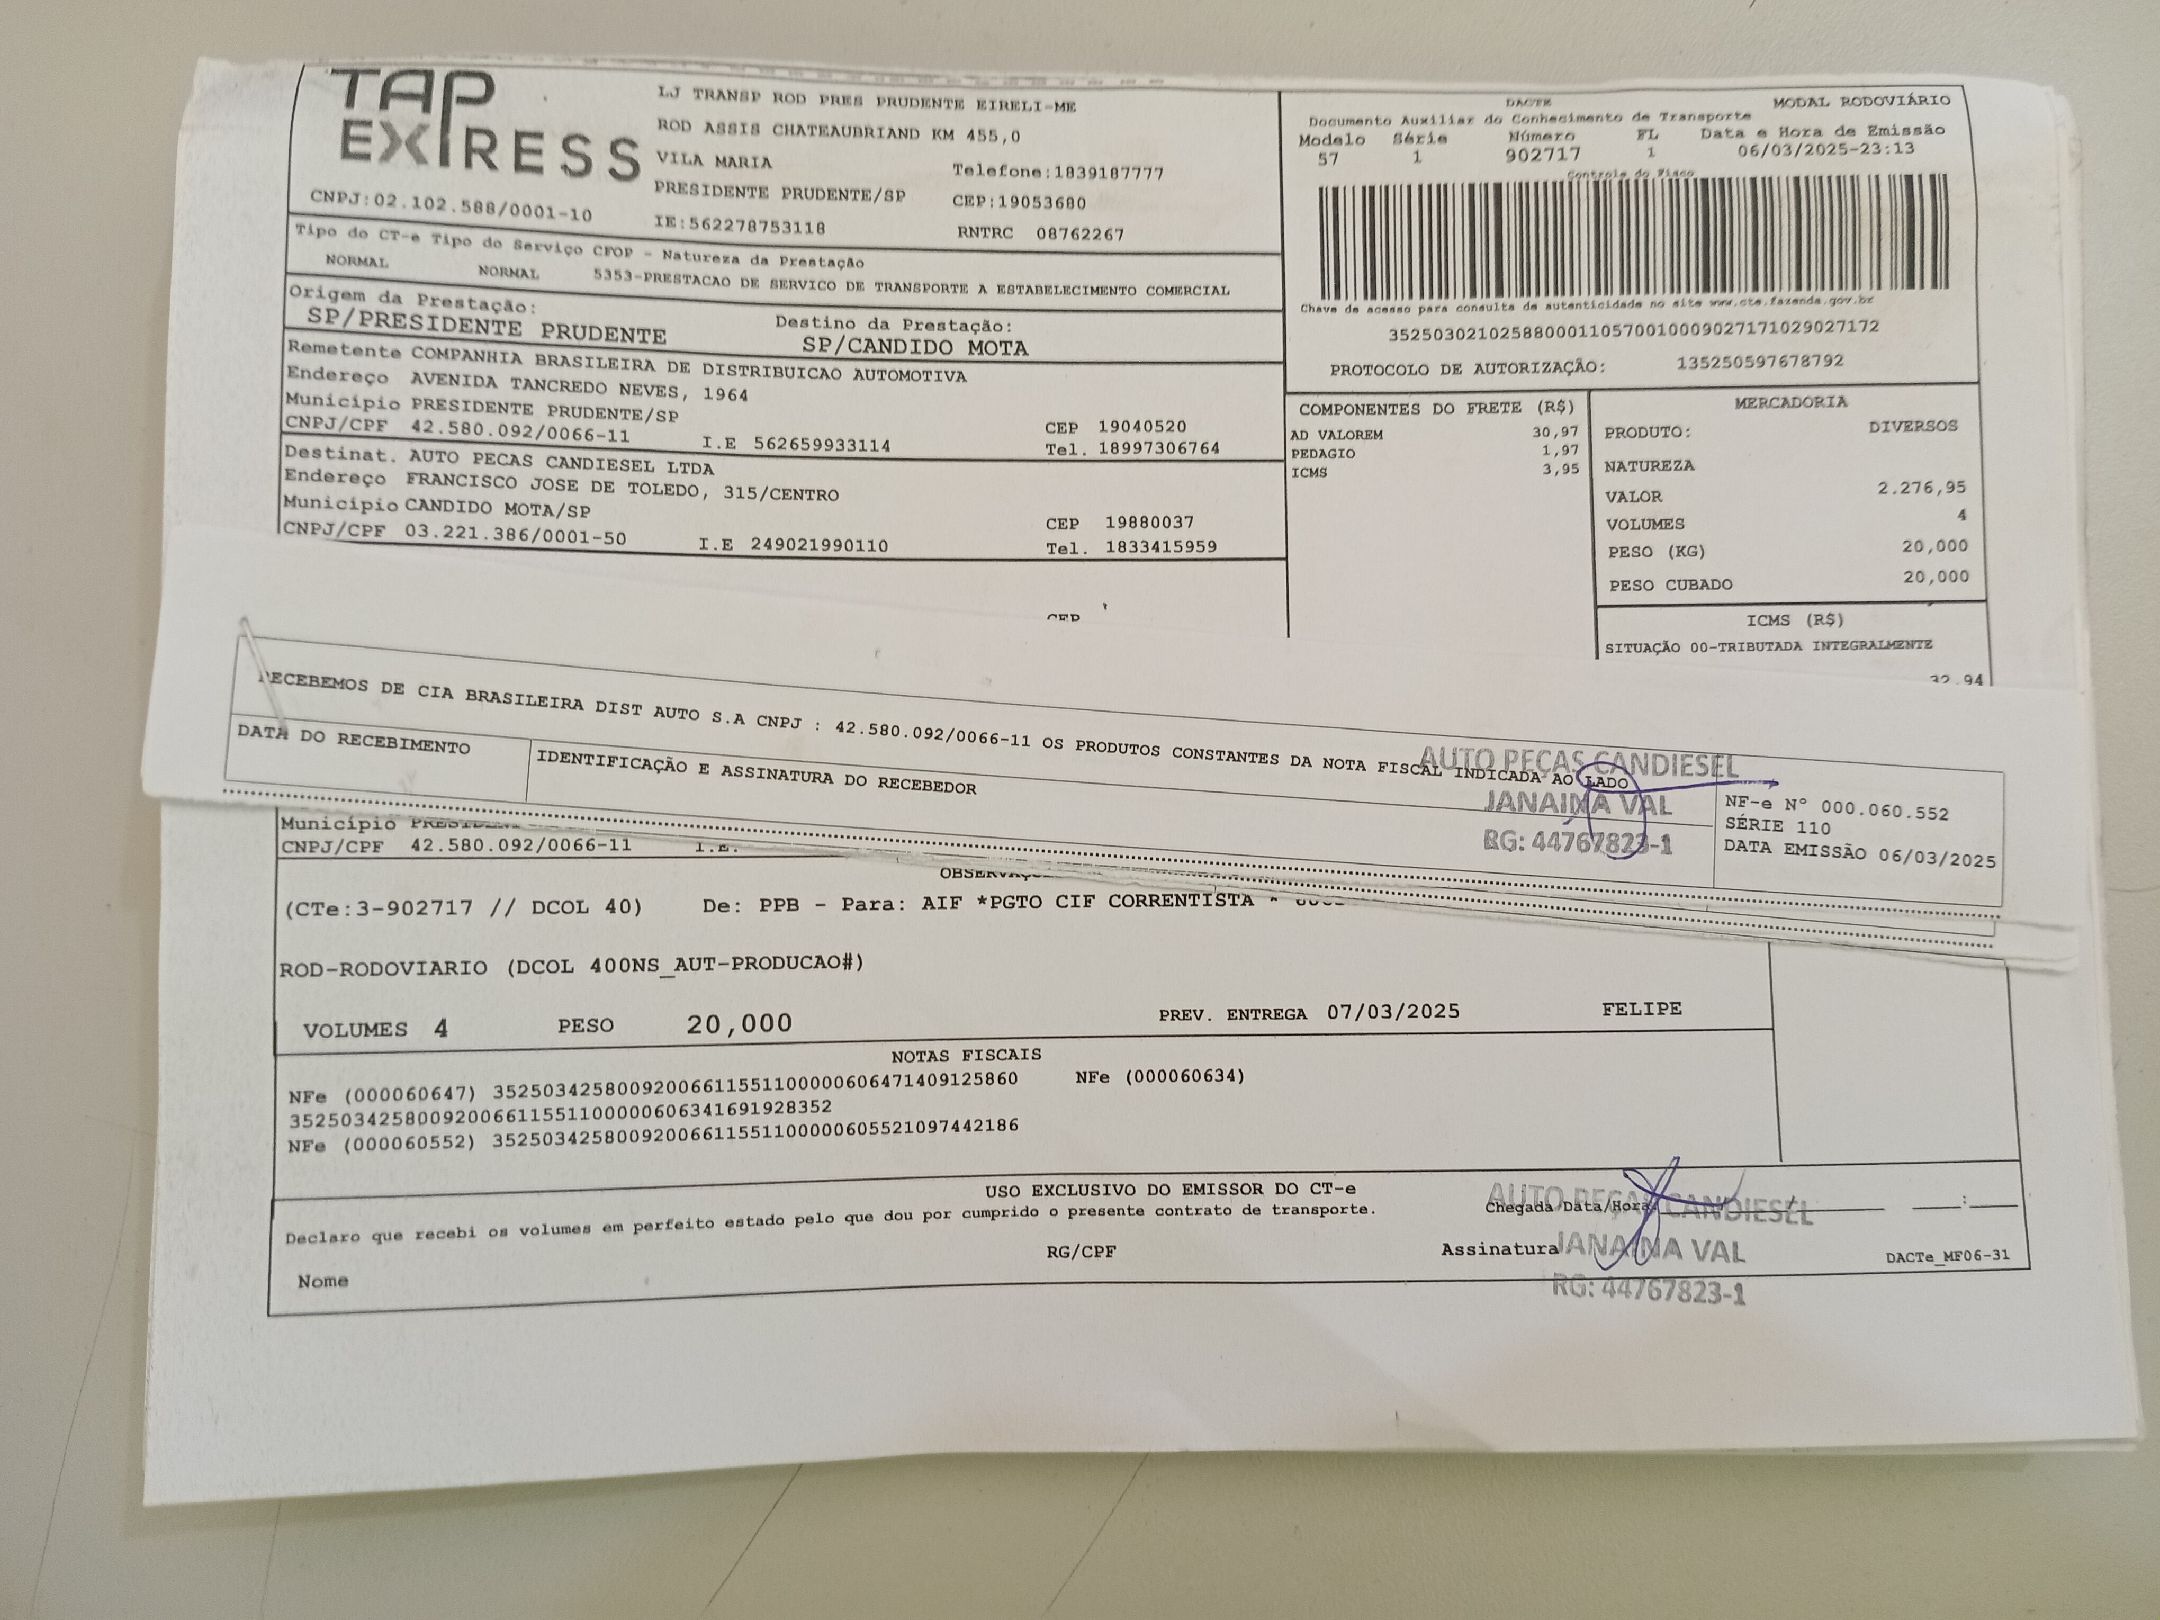 TAP EXPRESS
CNPJ:02.102.588/0001-10
LJ TRANSP ROD PRES PRUDENTE EIRELI-ME
ROD ASSIS CHATEAUBRIAND KM 455,0
VILA MARIA
Telefone:1839187777
PRESIDENTE PRUDENTE/SP
CEP:19053680
IE:562278753118
RNTRC 08762267
DACTE
MODAL RODOVIÁRIO
Documento Auxiliar do Conhecimento de Transporte
Modelo Série Número FL Data e Hora de Emissão
57 1 902717 1 06/03/2025-23:13
Controle do Fisco
Chave de acesso para consulta de autenticidade no site www.cte.fazenda.gov.br
35250302102588000110570010009027171029027172
PROTOCOLO DE AUTORIZAÇÃO: 135250597678792
Tipo do CT-e Tipo do Serviço CFOP - Natureza da Prestação
NORMAL NORMAL 5353-PRESTACAO DE SERVICO DE TRANSPORTE A ESTABELECIMENTO COMERCIAL
Origem da Prestação:
SP/PRESIDENTE PRUDENTE
Destino da Prestação:
SP/CANDIDO MOTA
Remetente COMPANHIA BRASILEIRA DE DISTRIBUICAO AUTOMOTIVA
Endereço AVENIDA TANCREDO NEVES, 1964
Município PRESIDENTE PRUDENTE/SP
CEP 19040520
CNPJ/CPF 42.580.092/0066-11 I.E 562659933114 Tel. 18997306764
Destinat. AUTO PECAS CANDIESEL LTDA
Endereço FRANCISCO JOSE DE TOLEDO, 315/CENTRO
Município CANDIDO MOTA/SP
CEP 19880037
CNPJ/CPF 03.221.386/0001-50 I.E 249021990110 Tel. 1833415959
CEP
COMPONENTES DO FRETE (R$)
AD VALOREM 30,97
PEDAGIO 1,97
ICMS 3,95
MERCADORIA
PRODUTO: DIVERSOS
NATUREZA
VALOR 2.276,95
VOLUMES 4
PESO (KG) 20,000
PESO CUBADO 20,000
ICMS (R$)
SITUAÇÃO 00-TRIBUTADA INTEGRALMENTE
32,94
RECEBEMOS DE CIA BRASILEIRA DIST AUTO S.A CNPJ : 42.580.092/0066-11 OS PRODUTOS CONSTANTES DA NOTA FISCAL INDICADA AO LADO
DATA DO RECEBIMENTO
IDENTIFICAÇÃO E ASSINATURA DO RECEBEDOR
AUTO PEÇAS CANDIESEL
JANAINA VAL
RG: 44767823-1
NF-e Nº 000.060.552
SÉRIE 110
DATA EMISSÃO 06/03/2025
Município
CNPJ/CPF 42.580.092/0066-11 I.E.
(CTe:3-902717 // DCOL 40) De: PPB - Para: AIF *PGTO CIF CORRENTISTA *
ROD-RODOVIARIO (DCOL 400NS_AUT-PRODUCAO#)
VOLUMES 4 PESO 20,000 PREV. ENTREGA 07/03/2025 FELIPE
NOTAS FISCAIS
NFe (000060647) 35250342580092006611551100000606471409125860 NFe (000060634)
35250342580092006611551100000606341691928352
NFe (000060552) 35250342580092006611551100000605521097442186
USO EXCLUSIVO DO EMISSOR DO CT-e
Declaro que recebi os volumes em perfeito estado pelo que dou por cumprido o presente contrato de transporte.
Chegada Data/Hora
AUTO PEÇAS CANDIESEL
Nome
RG/CPF
Assinatura
JANAINA VAL
RG: 44767823-1
DACTe_MF06-31